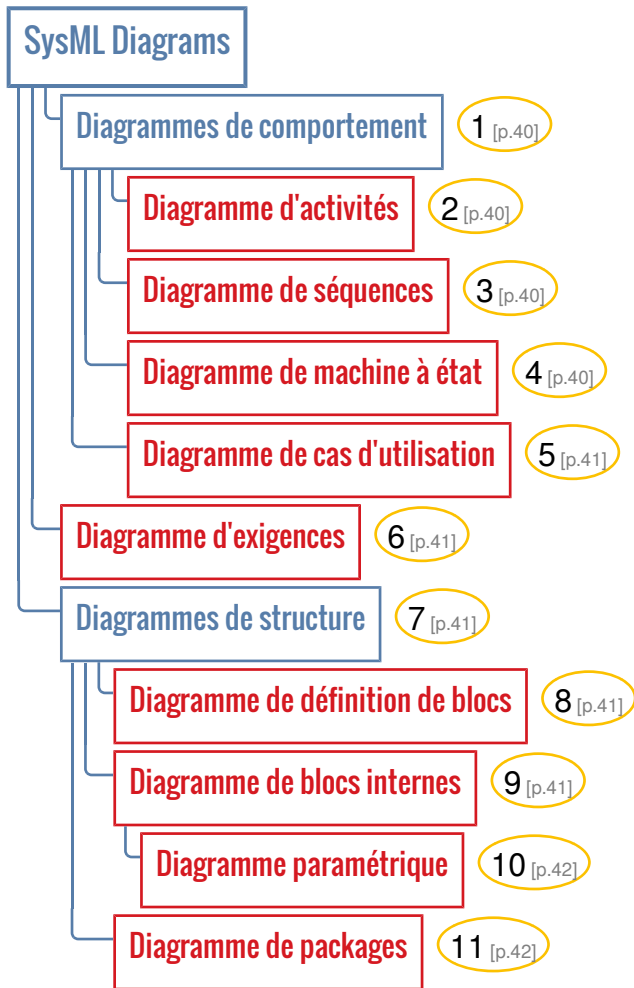 SysML Diagrams
Diagrammes de comportement 1 [p.40]
Diagramme d'activités 2 [p.40]
Diagramme de séquences 3 [p.40]
Diagramme de machine à état 4 [p.40]
Diagramme de cas d'utilisation 5 [p.41]
Diagramme d'exigences 6 [p.41]
Diagrammes de structure 7 [p.41]
Diagramme de définition de blocs 8 [p.41]
Diagramme de blocs internes 9 [p.41]
Diagramme paramétrique 10 [p.42]
Diagramme de packages 11 [p.42]